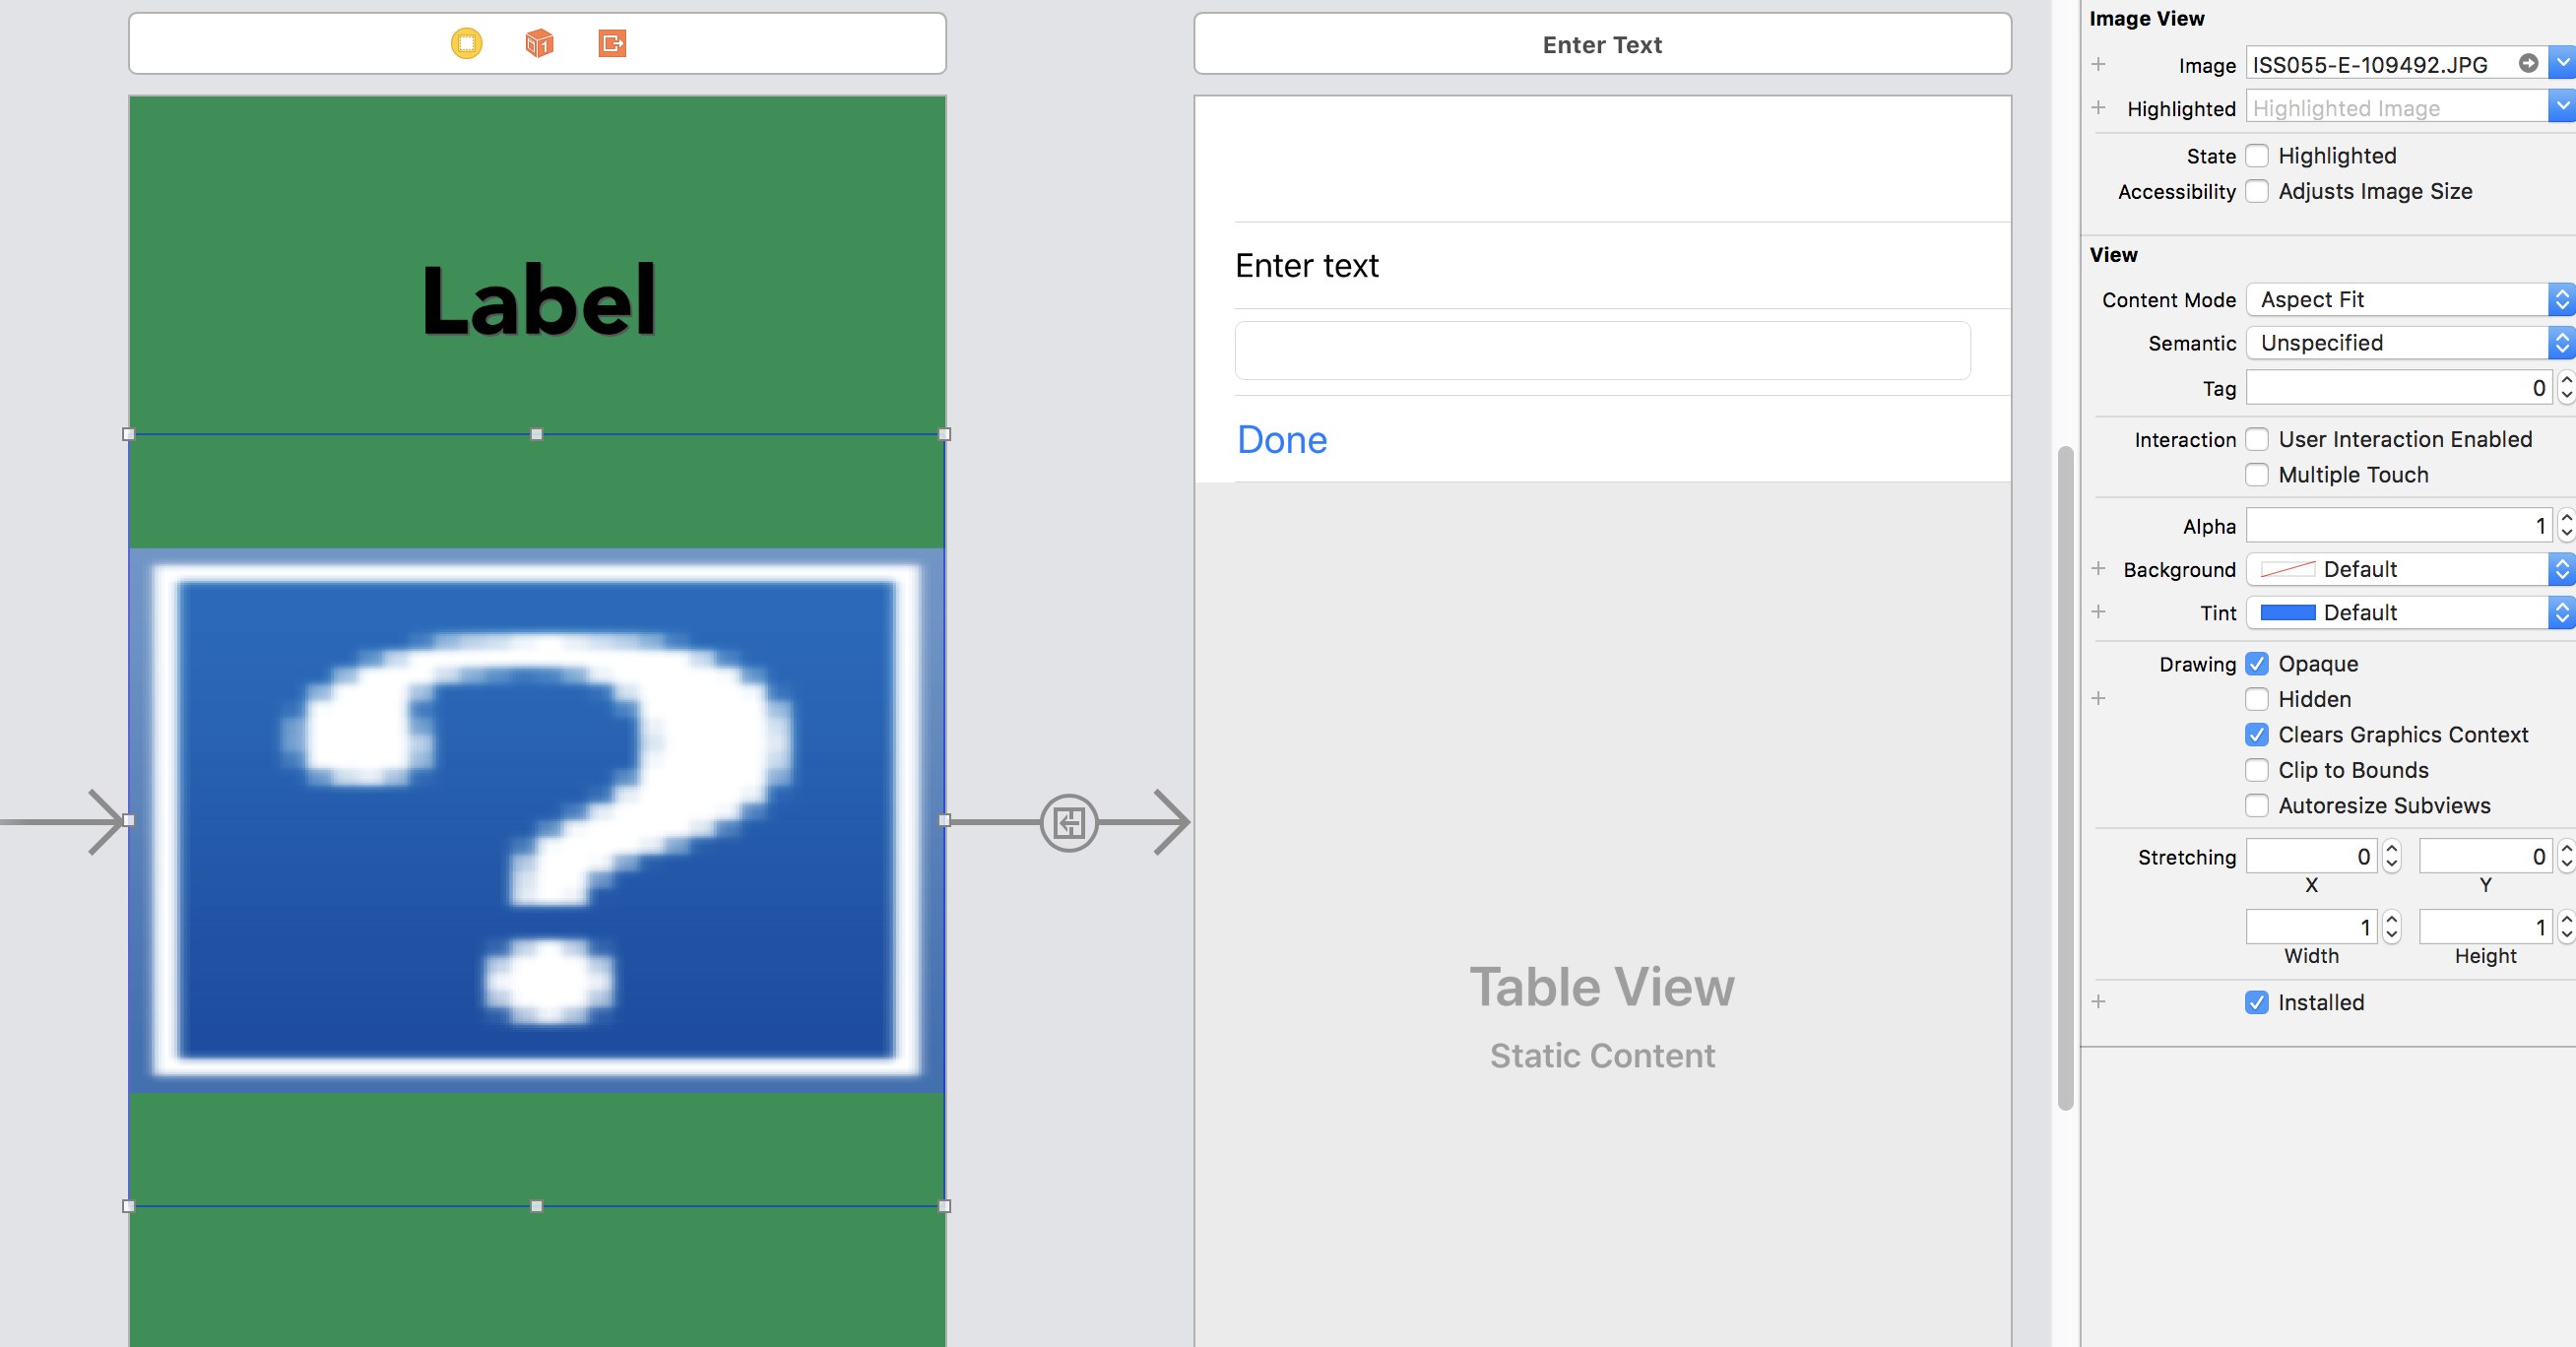 Enter Text
Label
Enter text
Done
Table View
Static Content
Image View
Image ISS055-E-109492.JPG
Highlighted Highlighted Image
State Highlighted
Accessibility Adjusts Image Size
View
Content Mode Aspect Fit
Semantic Unspecified
Tag 0
Interaction User Interaction Enabled
Multiple Touch
Alpha 1
Background Default
Tint Default
Drawing Opaque
Hidden
Clears Graphics Context
Clip to Bounds
Autoresize Subviews
Stretching 0 0
X Y
1 1
Width Height
Installed